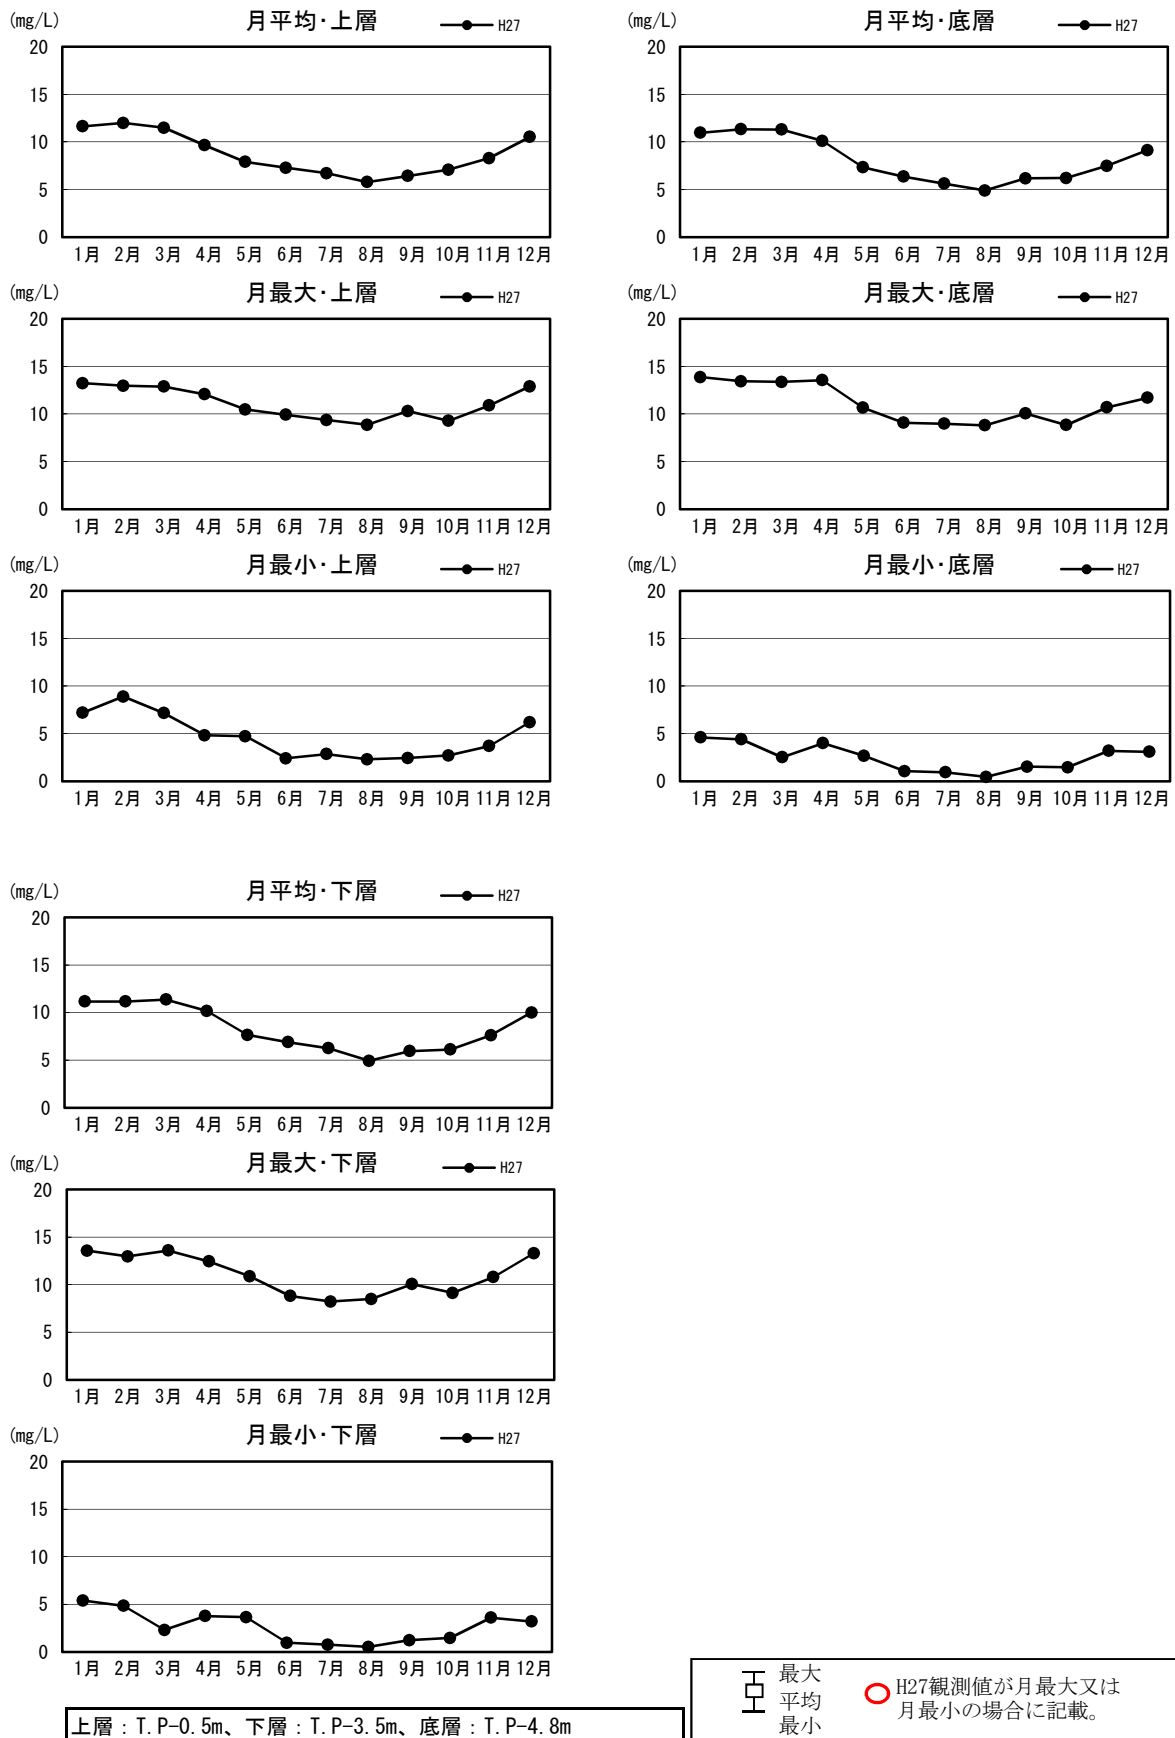 (mg/L) 月平均・上層 H27
20
15
10
5
0
1月 2月 3月 4月 5月 6月 7月 8月 9月 10月 11月 12月
(mg/L) 月平均・底層 H27
20
15
10
5
0
1月 2月 3月 4月 5月 6月 7月 8月 9月 10月 11月 12月
(mg/L) 月最大・上層 H27
20
15
10
5
0
1月 2月 3月 4月 5月 6月 7月 8月 9月 10月 11月 12月
(mg/L) 月最大・底層 H27
20
15
10
5
0
1月 2月 3月 4月 5月 6月 7月 8月 9月 10月 11月 12月
(mg/L) 月最小・上層 H27
20
15
10
5
0
1月 2月 3月 4月 5月 6月 7月 8月 9月 10月 11月 12月
(mg/L) 月最小・底層 H27
20
15
10
5
0
1月 2月 3月 4月 5月 6月 7月 8月 9月 10月 11月 12月
(mg/L) 月平均・下層 H27
20
15
10
5
0
1月 2月 3月 4月 5月 6月 7月 8月 9月 10月 11月 12月
(mg/L) 月最大・下層 H27
20
15
10
5
0
1月 2月 3月 4月 5月 6月 7月 8月 9月 10月 11月 12月
(mg/L) 月最小・下層 H27
20
15
10
5
0
1月 2月 3月 4月 5月 6月 7月 8月 9月 10月 11月 12月
上層：T.P-0.5m、下層：T.P-3.5m、底層：T.P-4.8m
最大
平均
最小
H27観測値が月最大又は
月最小の場合に記載。